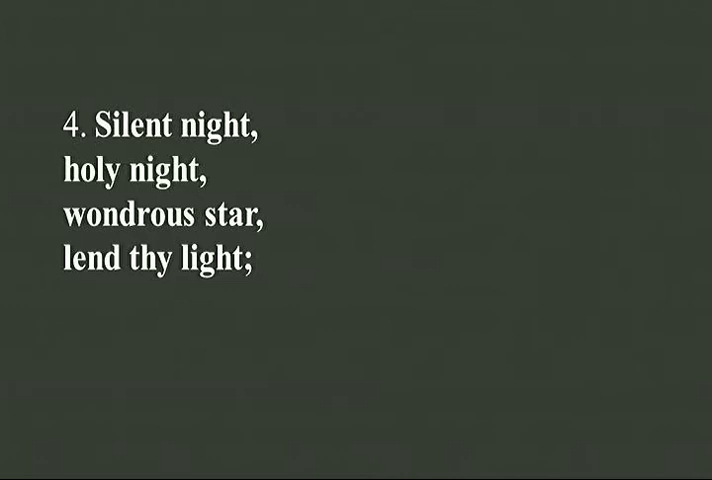 4. Silent night,
holy night,
wondrous star,
lend thy light;